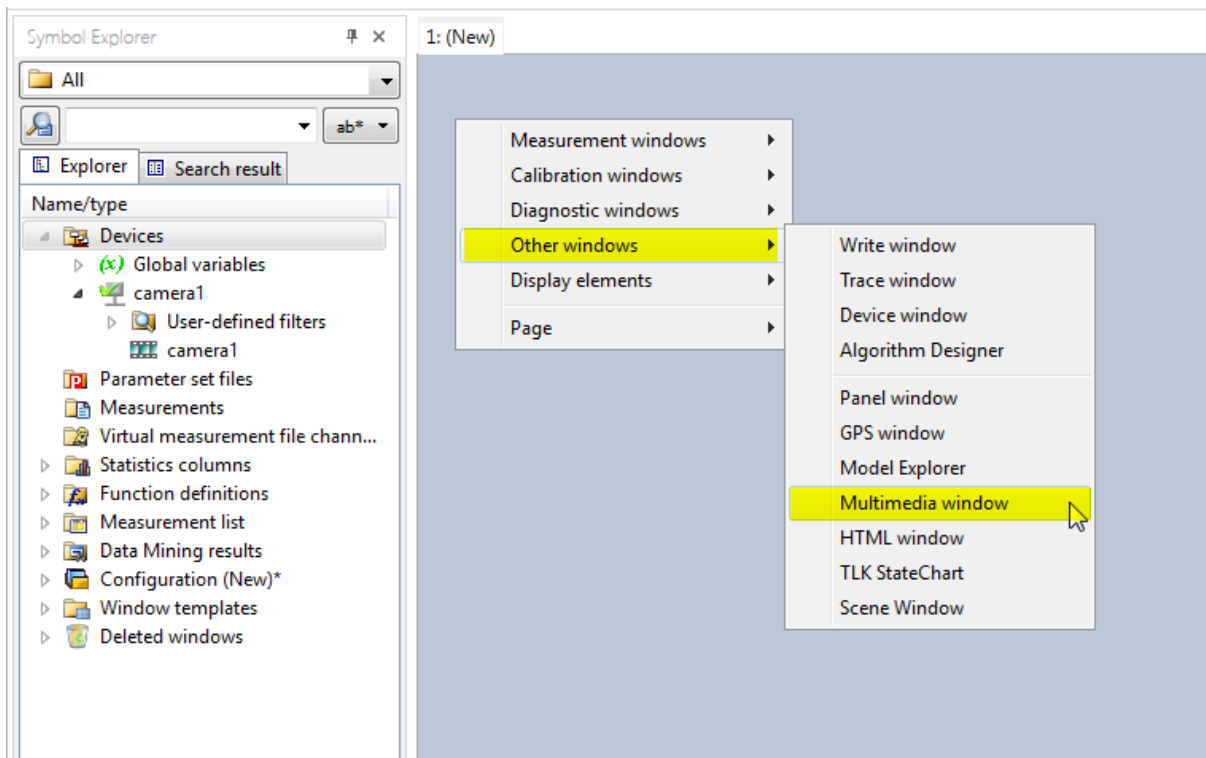 Symbol Explorer
1: (New)
All
ab*
Explorer
Search result
Name/type
Devices
(x) Global variables
camera1
User-defined filters
camera1
Parameter set files
Measurements
Virtual measurement file chann...
Statistics columns
Function definitions
Measurement list
Data Mining results
Configuration (New)*
Window templates
Deleted windows
Measurement windows
Calibration windows
Diagnostic windows
Other windows
Display elements
Page
Write window
Trace window
Device window
Algorithm Designer
Panel window
GPS window
Model Explorer
Multimedia window
HTML window
TLK StateChart
Scene Window